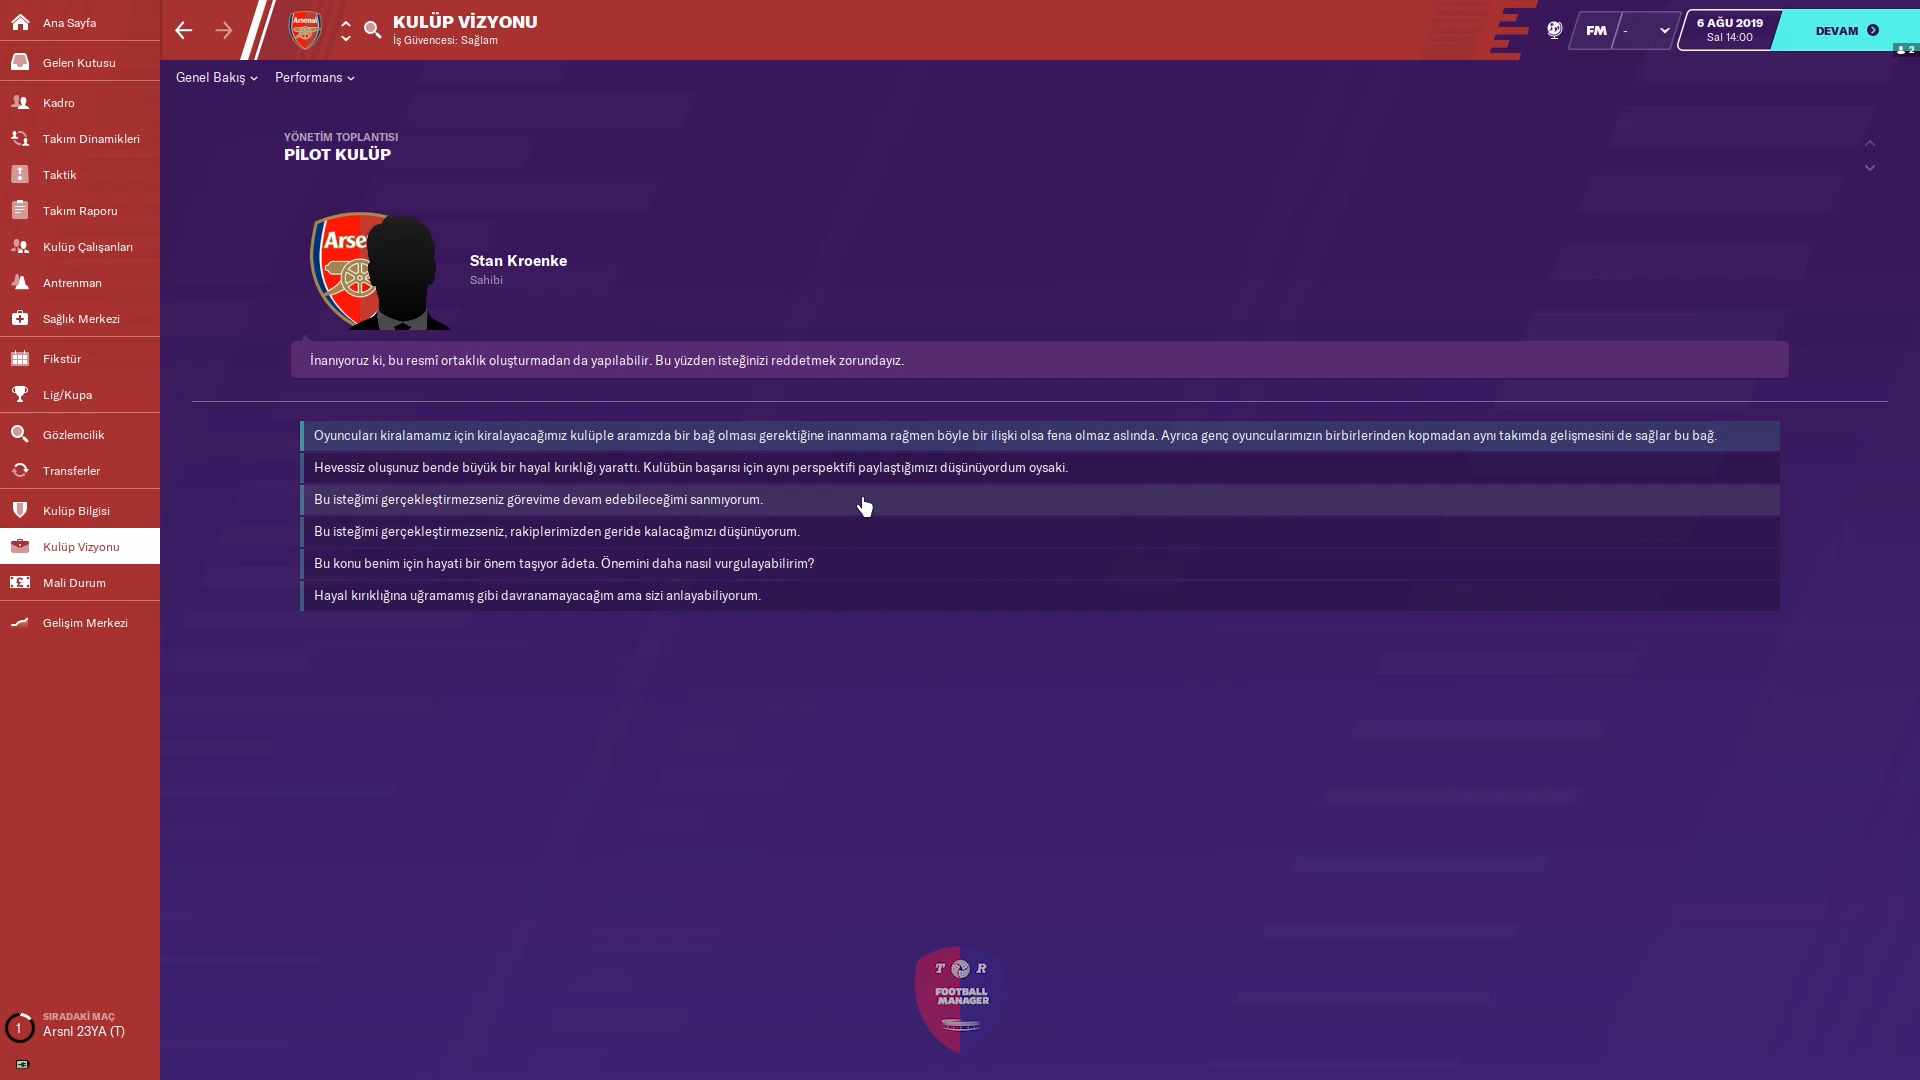 Ana Sayfa
Gelen Kutusu
Kadro
Takım Dinamikleri
Taktik
Takım Raporu
Kulüp Çalışanları
Antrenman
Sağlık Merkezi
Fikstür
Lig/Kupa
Gözlemcilik
Transferler
Kulüp Bilgisi
Kulüp Vizyonu
Mali Durum
Gelişim Merkezi
SIRADAKİ MAÇ
1
Arsnl 23YA (T)
Arsenal
KULÜP VİZYONU
İş Güvencesi: Sağlam
FM
-
6 AĞU 2019
Sal 14:00
DEVAM
2
Genel Bakış
Performans
YÖNETİM TOPLANTISI
PİLOT KULÜP
Arse
Stan Kroenke
Sahibi
İnanıyoruz ki, bu resmî ortaklık oluşturmadan da yapılabilir. Bu yüzden isteğinizi reddetmek zorundayız.
Oyuncuları kiralamamız için kiralayacağımız kulüple aramızda bir bağ olması gerektiğine inanmama rağmen böyle bir ilişki olsa fena olmaz aslında. Ayrıca genç oyuncularımızın birbirlerinden kopmadan aynı takımda gelişmesini de sağlar bu bağ.
Hevessiz oluşunuz bende büyük bir hayal kırıklığı yarattı. Kulübün başarısı için aynı perspektifi paylaştığımızı düşünüyordum oysaki.
Bu isteğimi gerçekleştirmezseniz görevime devam edebileceğimi sanmıyorum.
Bu isteğimi gerçekleştirmezseniz, rakiplerimizden geride kalacağımızı düşünüyorum.
Bu konu benim için hayati bir önem taşıyor âdeta. Önemini daha nasıl vurgulayabilirim?
Hayal kırıklığına uğramamış gibi davranamayacağım ama sizi anlayabiliyorum.
T R
FOOTBALL
MANAGER